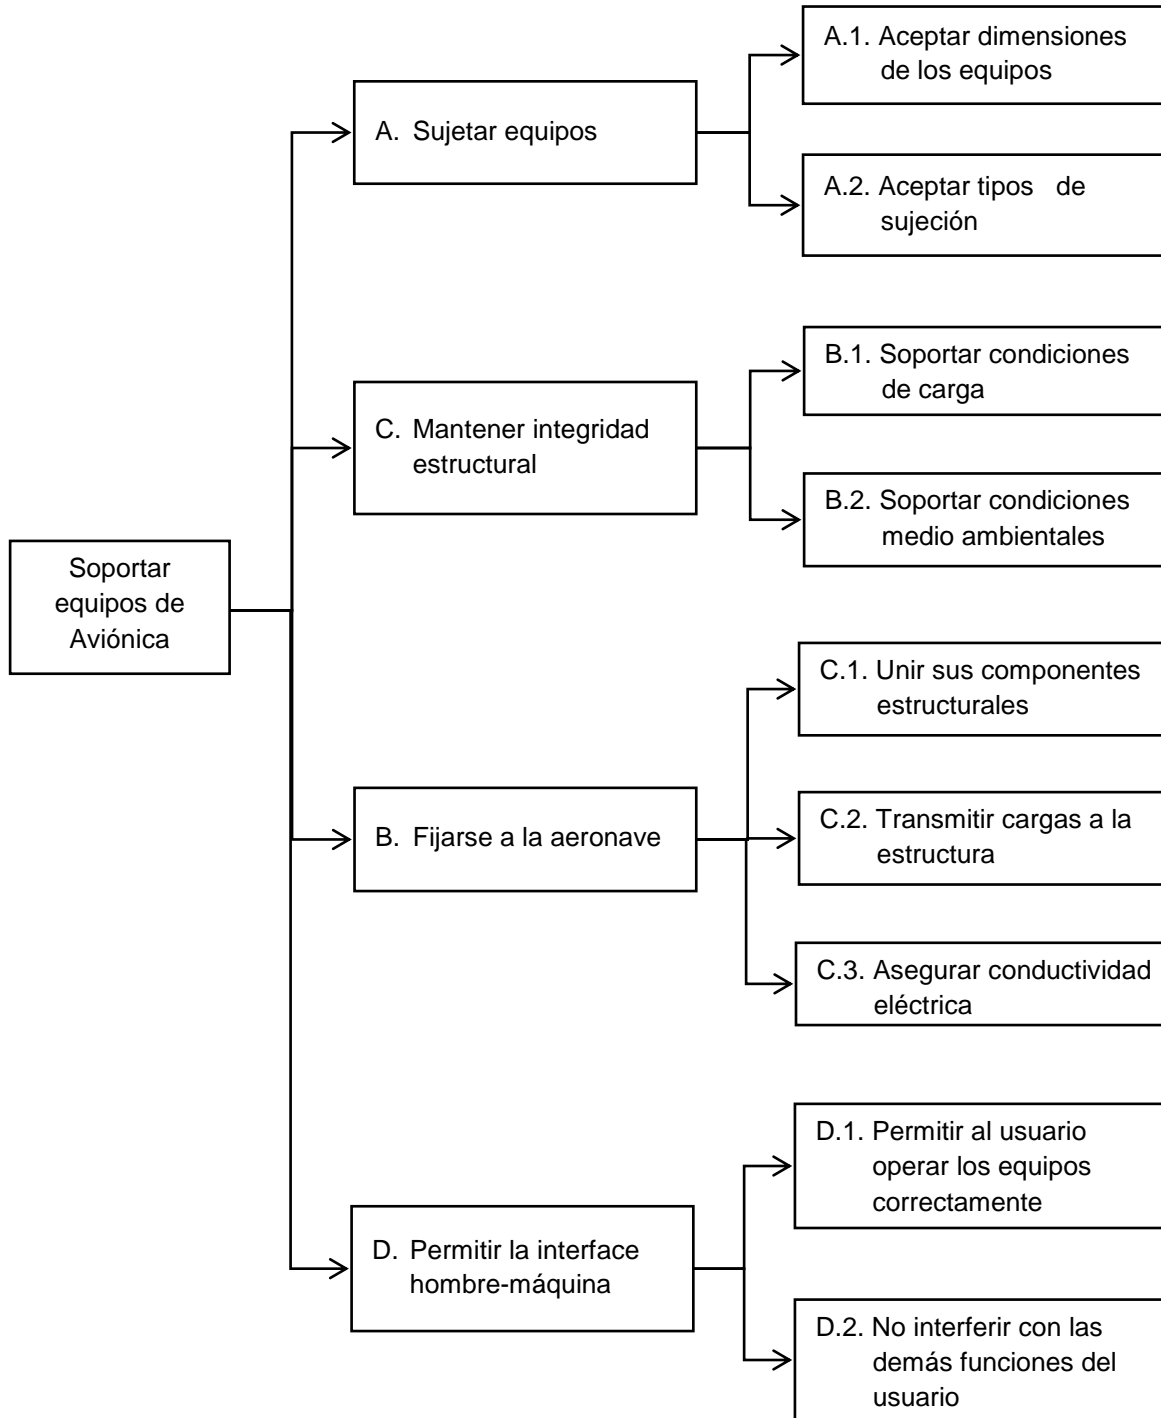 Soportar
equipos de
Aviónica
A. Sujetar equipos
A.1. Aceptar dimensiones
de los equipos
A.2. Aceptar tipos de
sujeción
C. Mantener integridad
estructural
B.1. Soportar condiciones
de carga
B.2. Soportar condiciones
medio ambientales
B. Fijarse a la aeronave
C.1. Unir sus componentes
estructurales
C.2. Transmitir cargas a la
estructura
C.3. Asegurar conductividad
eléctrica
D. Permitir la interface
hombre-máquina
D.1. Permitir al usuario
operar los equipos
correctamente
D.2. No interferir con las
demás funciones del
usuario